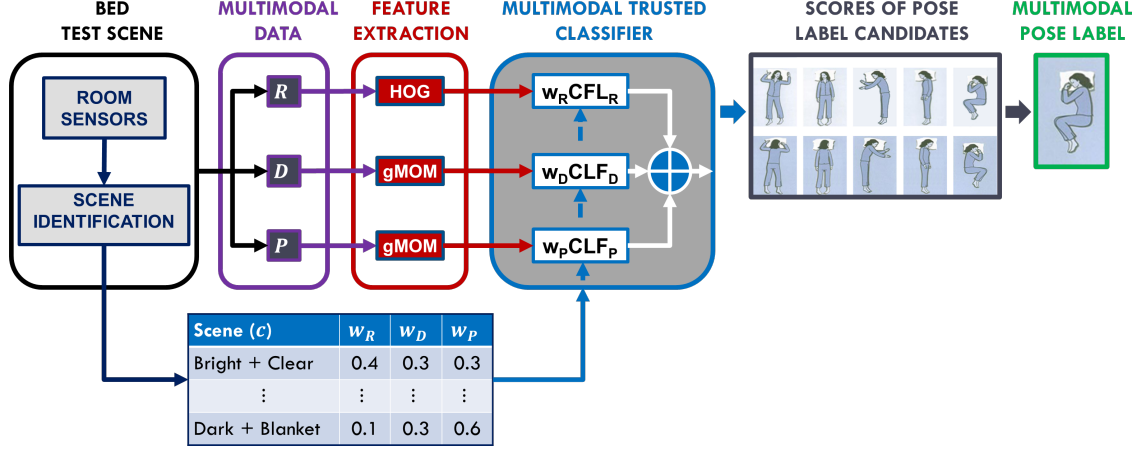 BED
TEST SCENE
MULTIMODAL
DATA
FEATURE
EXTRACTION
MULTIMODAL TRUSTED
CLASSIFIER
SCORES OF POSE
LABEL CANDIDATES
MULTIMODAL
POSE LABEL
ROOM
SENSORS
SCENE
IDENTIFICATION
R
D
P
HOG
gMOM
gMOM
wRCFLR
wDCLFD
wPCLFP
Scene (c) wR wD wP
Bright + Clear 0.4 0.3 0.3
⋮ ⋮ ⋮ ⋮
Dark + Blanket 0.1 0.3 0.6